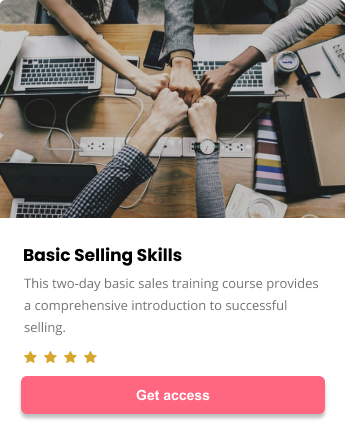 Basic Selling Skills
This two-day basic sales training course provides
a comprehensive introduction to successful
selling.
Get access